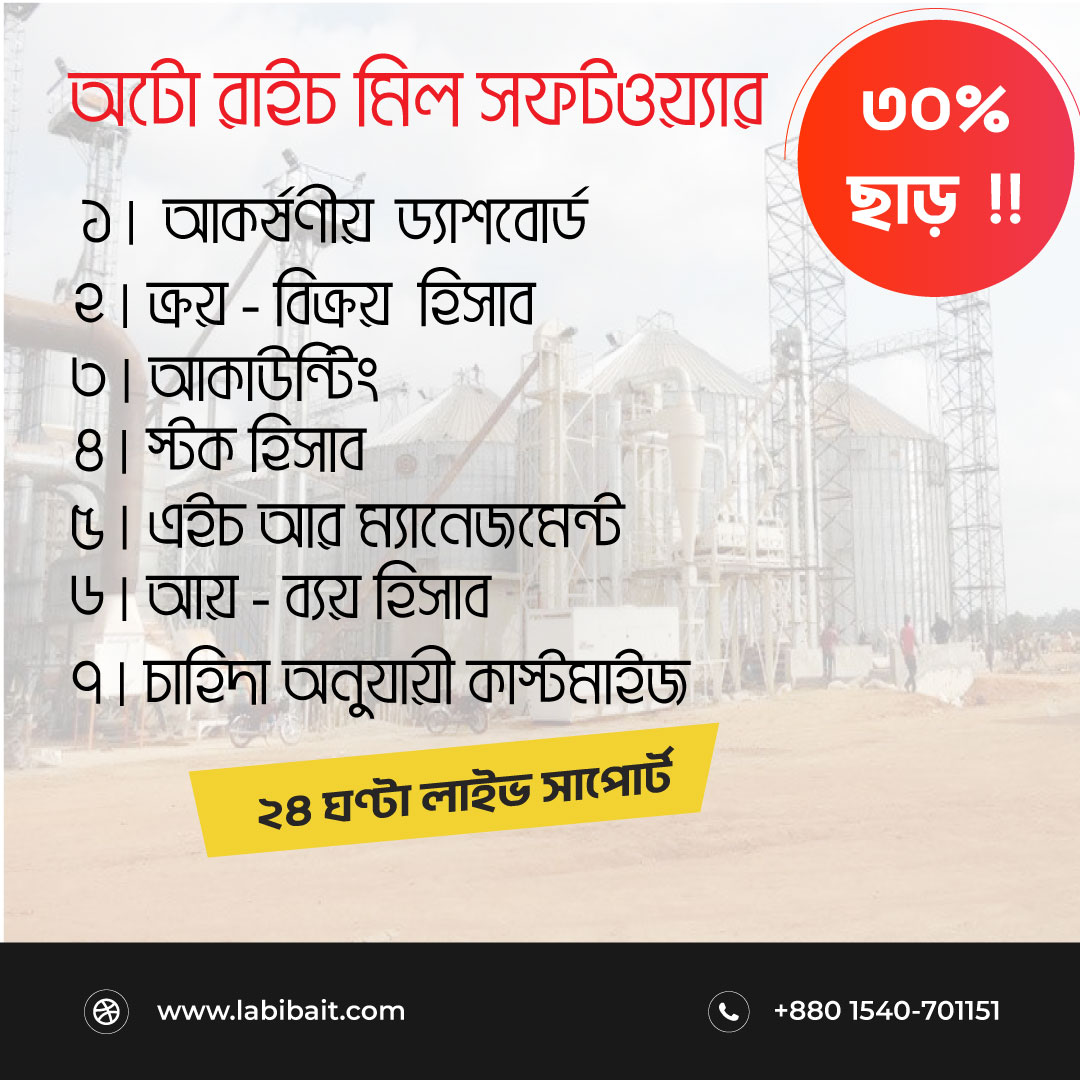 অটো রাইচ মিল সফটওয়্যার
৩০%
ছাড় !!
১। আকর্ষণীয় ড্যাশবোর্ড
২। ক্রয় - বিক্রয় হিসাব
৩। আকাউন্টিং
৪। স্টক হিসাব
৫। এইচ আর ম্যানেজমেন্ট
৬। আয় - ব্যয় হিসাব
৭। চাহিদা অনুযায়ী কাস্টমাইজ
২৪ ঘণ্টা লাইভ সাপোর্ট
www.labibait.com
+880 1540-701151